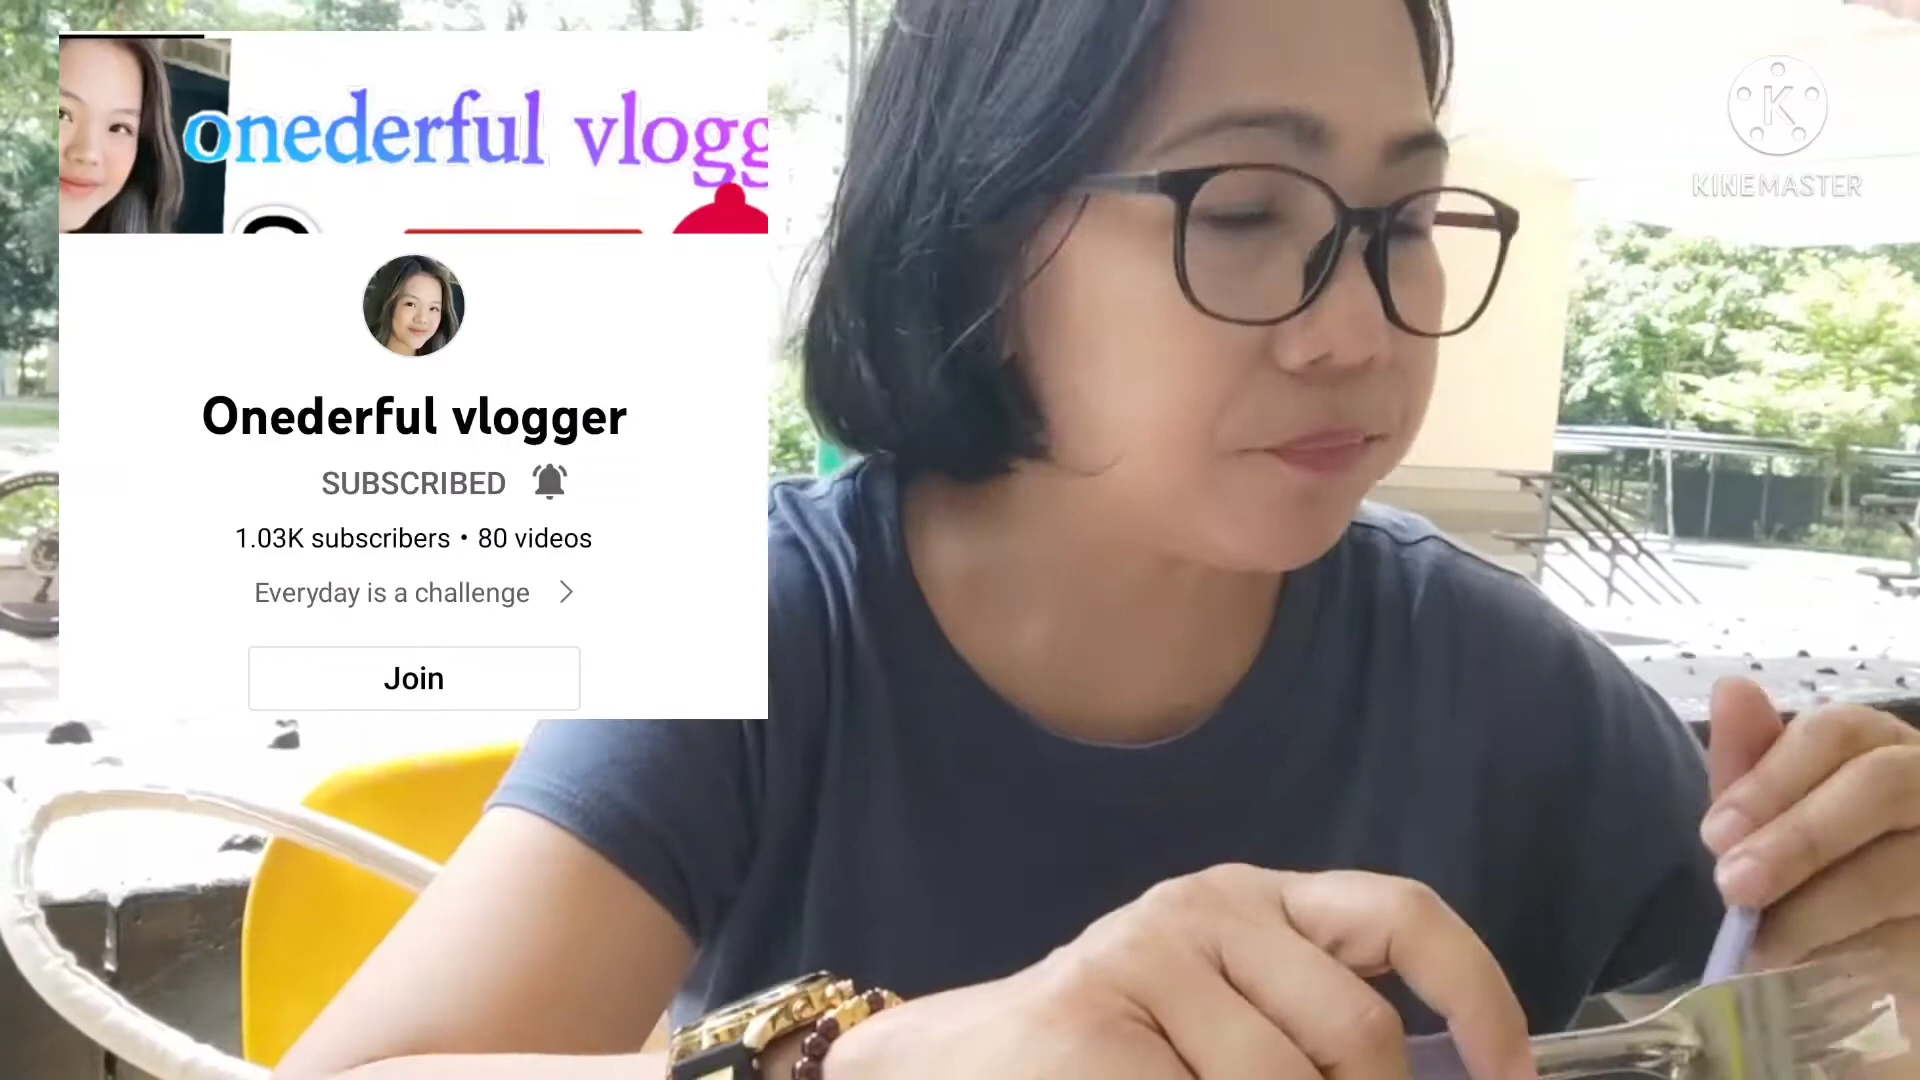 onederful vlogg
Onederful vlogger
SUBSCRIBED
1.03K subscribers • 80 videos
Everyday is a challenge
Join
K
KINEMASTER